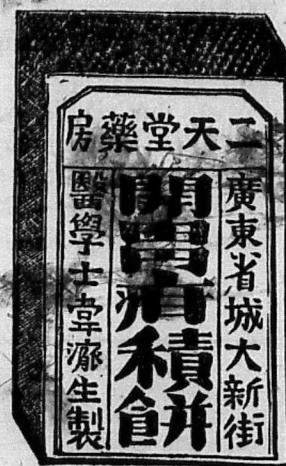 二天堂藥房
廣東省城大新街
開胃消積餅
醫學士韋濂生製